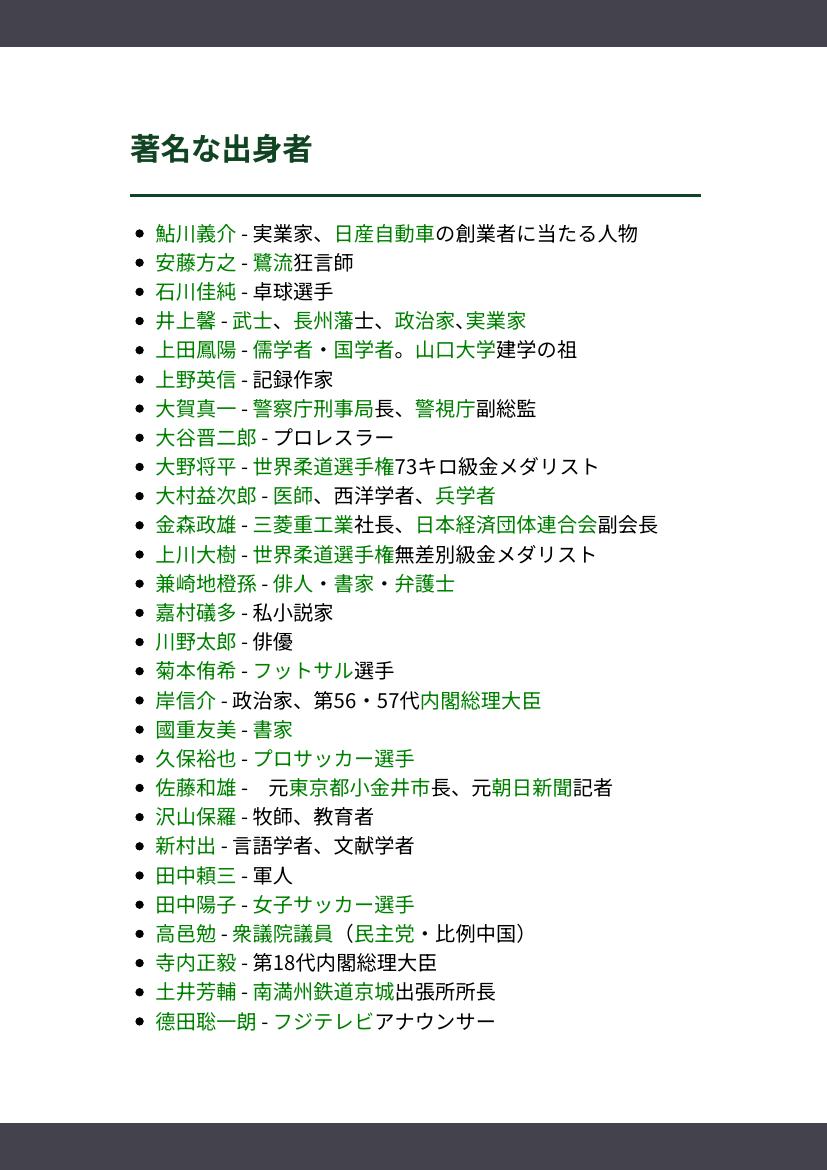 著名な出身者
• 鮎川義介 - 実業家、日産自動車の創業者に当たる人物
• 安藤方之 - 鷺流狂言師
• 石川佳純 - 卓球選手
• 井上馨 - 武士、長州藩士、政治家､実業家
• 上田鳳陽 - 儒学者・国学者。山口大学建学の祖
• 上野英信 - 記録作家
• 大賀真一 - 警察庁刑事局長、警視庁副総監
• 大谷晋二郎 - プロレスラー
• 大野将平 - 世界柔道選手権73キロ級金メダリスト
• 大村益次郎 - 医師、西洋学者、兵学者
• 金森政雄 - 三菱重工業社長、日本経済団体連合会副会長
• 上川大樹 - 世界柔道選手権無差別級金メダリスト
• 兼崎地橙孫 - 俳人・書家・弁護士
• 嘉村礒多 - 私小説家
• 川野太郎 - 俳優
• 菊本侑希 - フットサル選手
• 岸信介 - 政治家、第56・57代内閣総理大臣
• 國重友美 - 書家
• 久保裕也 - プロサッカー選手
• 佐藤和雄 -　元東京都小金井市長、元朝日新聞記者
• 沢山保羅 - 牧師、教育者
• 新村出 - 言語学者、文献学者
• 田中頼三 - 軍人
• 田中陽子 - 女子サッカー選手
• 高邑勉 - 衆議院議員（民主党・比例中国）
• 寺内正毅 - 第18代内閣総理大臣
• 土井芳輔 - 南満州鉄道京城出張所所長
• 德田聡一朗 - フジテレビアナウンサー